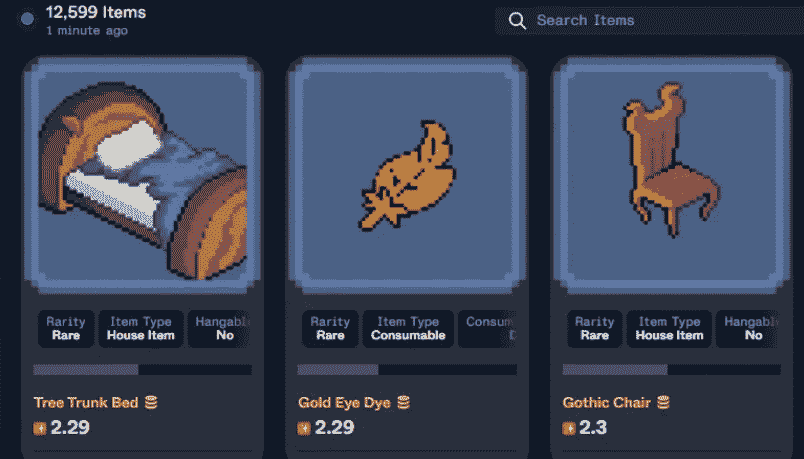 12,599 Items
1 minute ago
Search Items
Rarity
Rare
Item Type
House Item
Hangabl
No
Rarity
Rare
Item Type
Consumable
Consum
Rarity
Rare
Item Type
House Item
Hangabl
No
Tree Trunk Bed
2.29
Gold Eye Dye
2.29
Gothic Chair
2.3